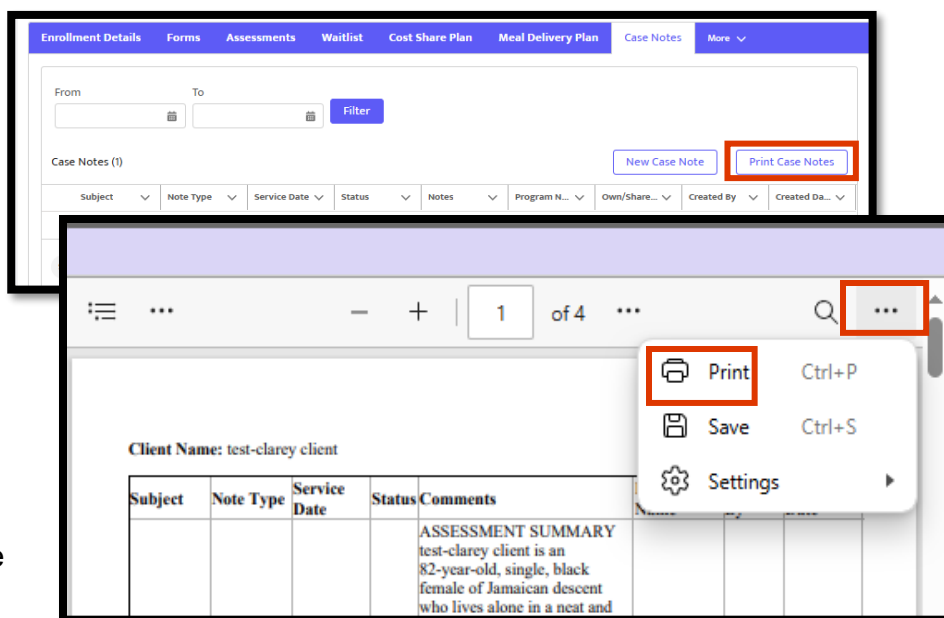 Enrollment Details Forms Assessments Waitlist Cost Share Plan Meal Delivery Plan Case Notes More
From To
Filter
Case Notes (1) New Case Note Print Case Notes
Subject Note Type Service Date Status Notes Program N... Own/Share... Created By Created Da...
1 of 4
Print Ctrl+P
Save Ctrl+S
Settings
Client Name: test-clarey client
Subject Note Type Service Date Status Comments
ASSESSMENT SUMMARY
test-clarey client is an
82-year-old, single, black
female of Jamaican descent
who lives alone in a neat and